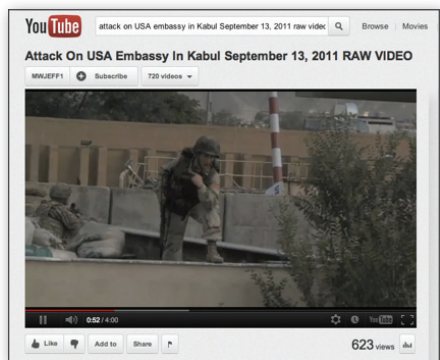 YouTube attack on USA embassy in Kabul September 13, 2011 raw video Browse Movies
Attack On USA Embassy In Kabul September 13, 2011 RAW VIDEO
MWJEFF1 Subscribe 720 videos
0:52 / 4:00 YouTube
Like Add to Share 623 views